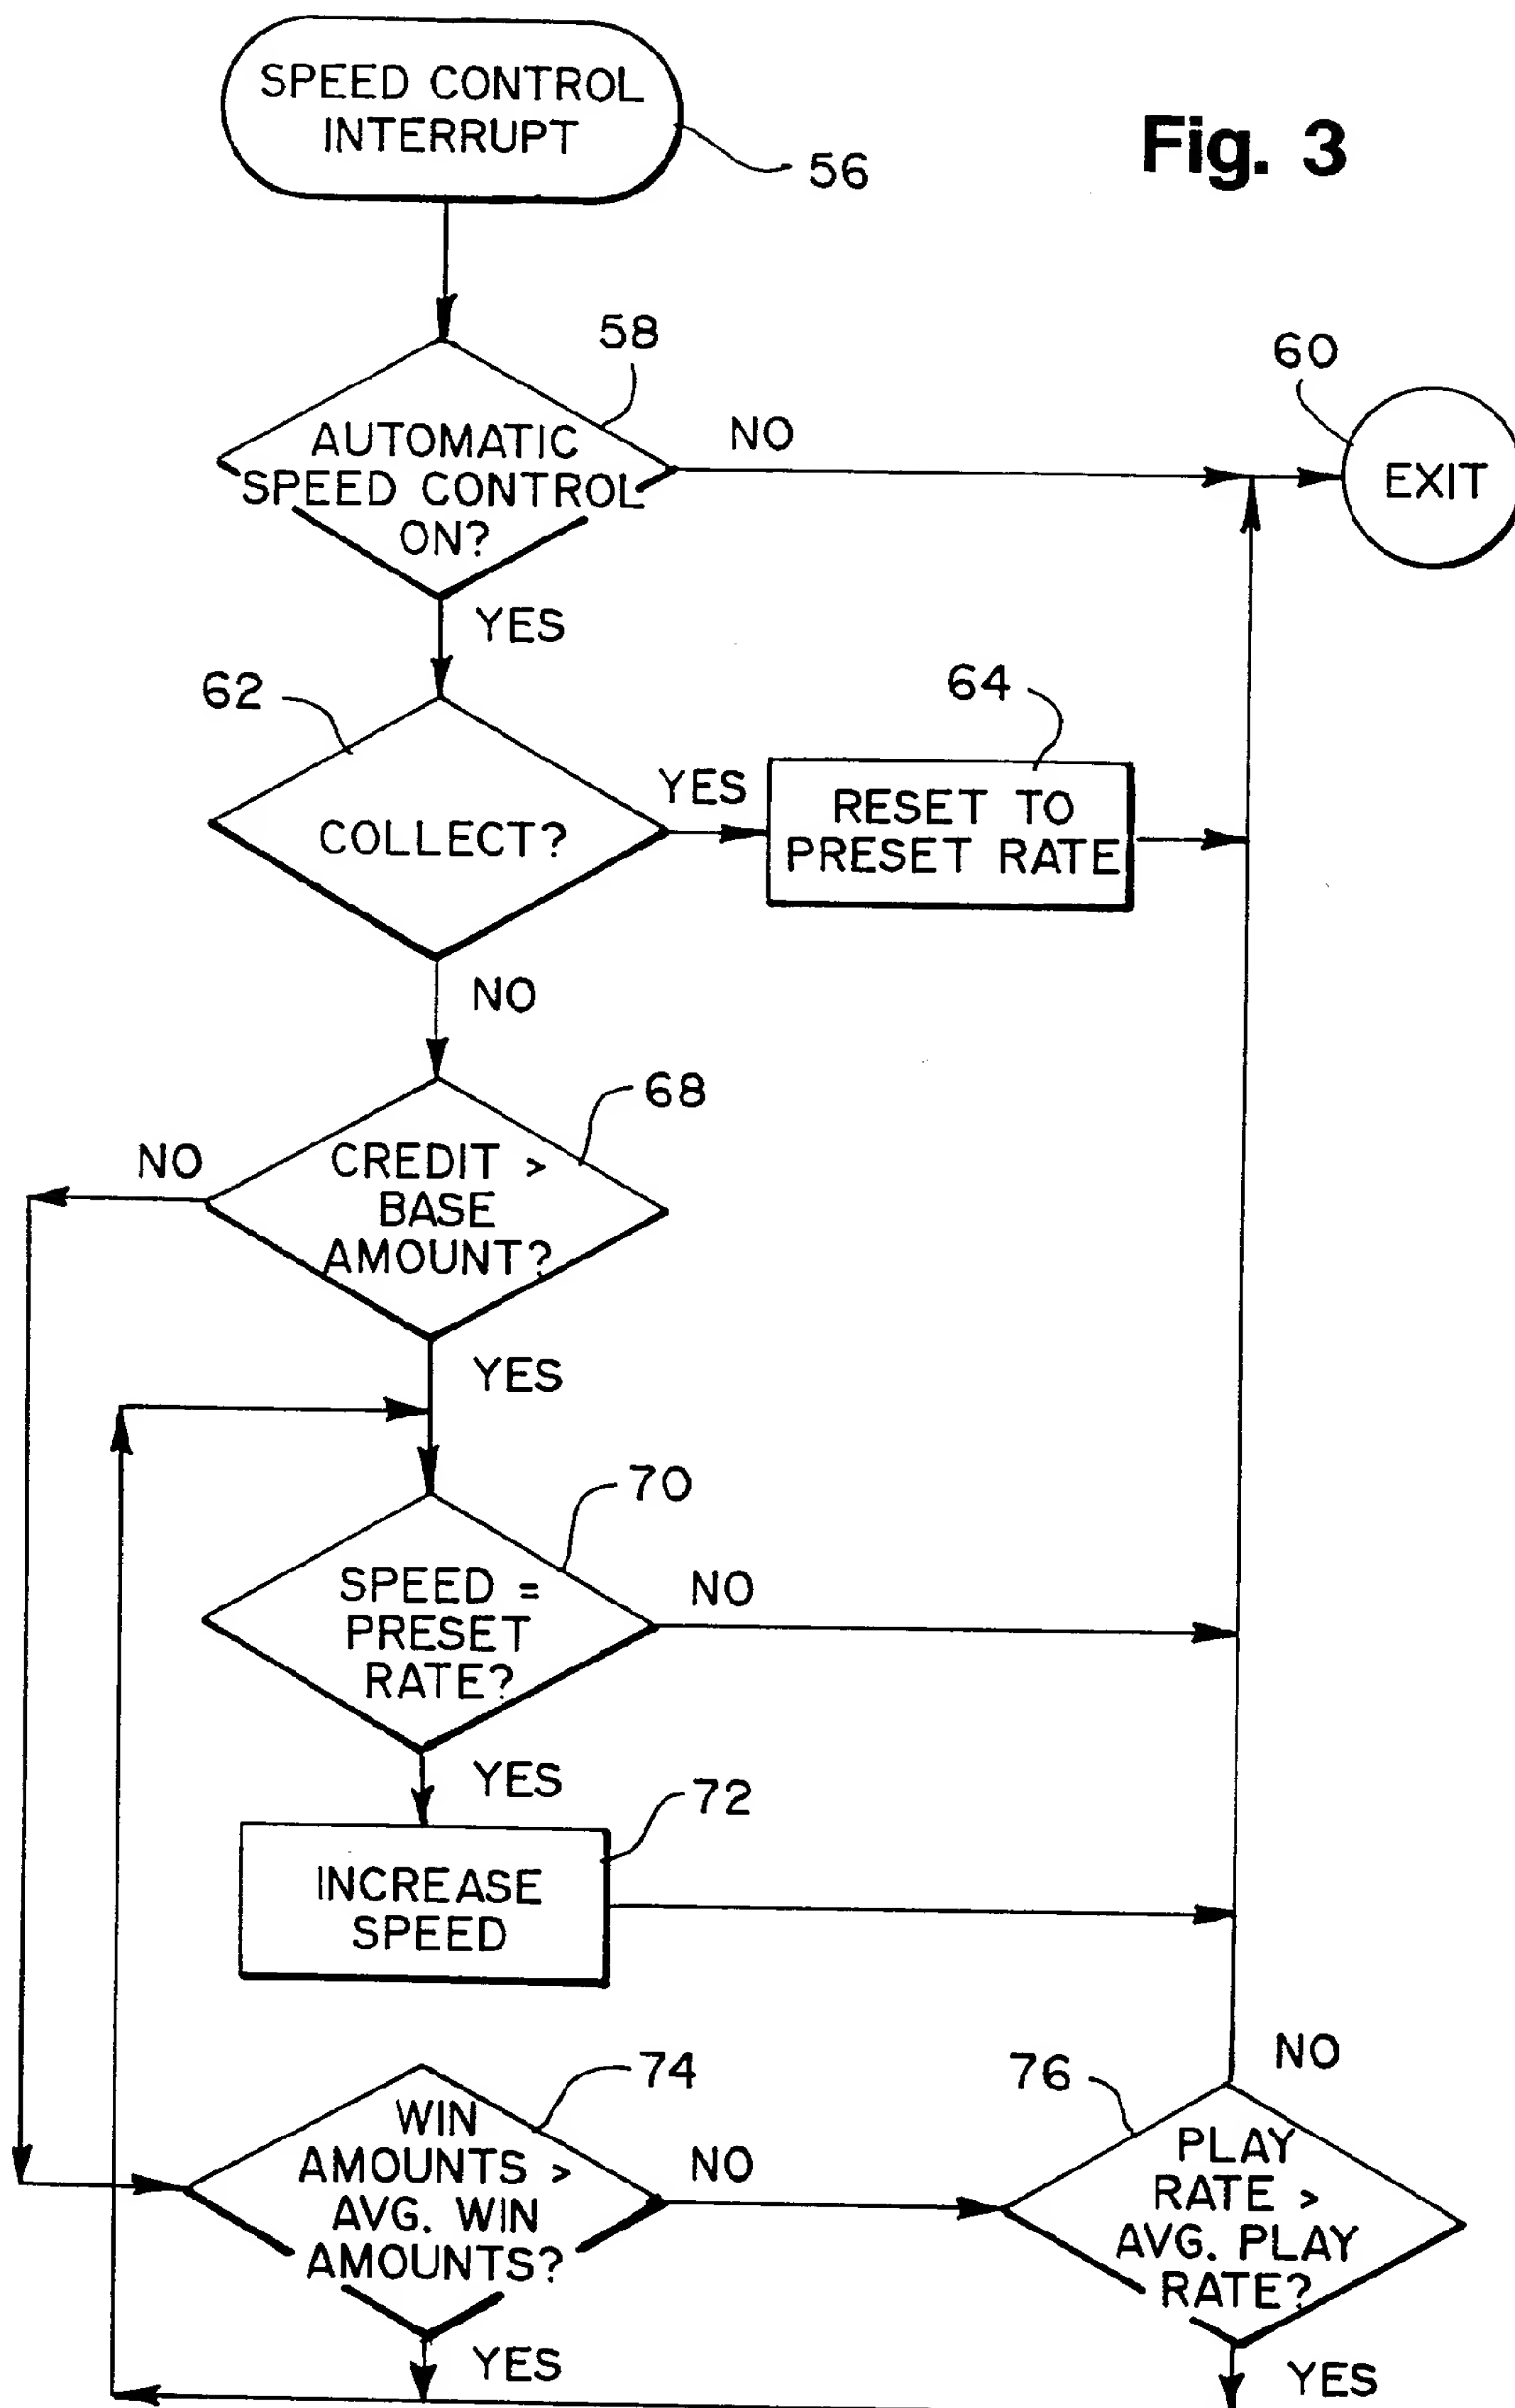 SPEED CONTROL
INTERRUPT
56
Fig. 3
58
AUTOMATIC
SPEED CONTROL
ON?
NO
60
EXIT
YES
62
COLLECT?
YES
64
RESET TO
PRESET RATE
NO
68
CREDIT >
BASE
AMOUNT?
NO
YES
70
SPEED =
PRESET
RATE?
NO
YES
72
INCREASE
SPEED
74
WIN
AMOUNTS >
AVG. WIN
AMOUNTS?
NO
YES
76
NO
PLAY
RATE >
AVG. PLAY
RATE?
YES